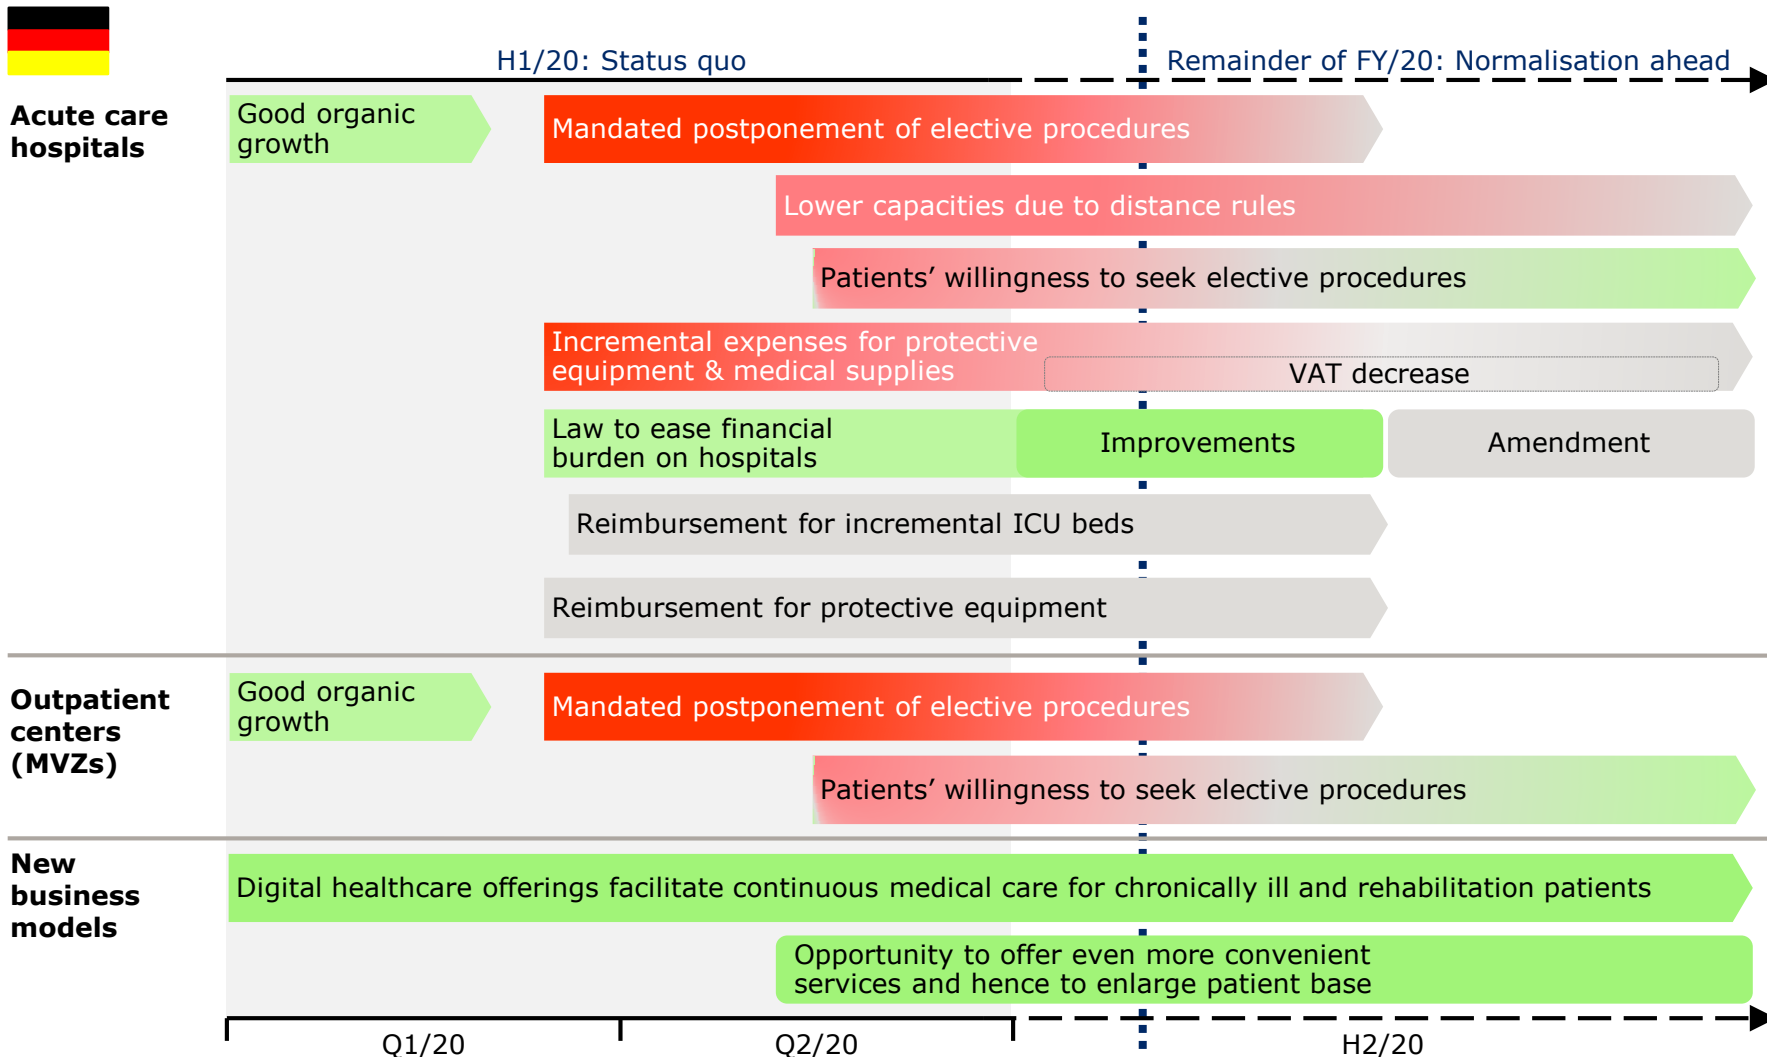 H1/20: Status quo
Remainder of FY/20: Normalisation ahead
Acute care
hospitals
Good organic
growth
Mandated postponement of elective procedures
Lower capacities due to distance rules
Patients’ willingness to seek elective procedures
Incremental expenses for protective
equipment & medical supplies
VAT decrease
Law to ease financial
burden on hospitals
Improvements
Amendment
Reimbursement for incremental ICU beds
Reimbursement for protective equipment
Outpatient
centers
(MVZs)
Good organic
growth
Mandated postponement of elective procedures
Patients’ willingness to seek elective procedures
New
business
models
Digital healthcare offerings facilitate continuous medical care for chronically ill and rehabilitation patients
Opportunity to offer even more convenient
services and hence to enlarge patient base
Q1/20
Q2/20
H2/20